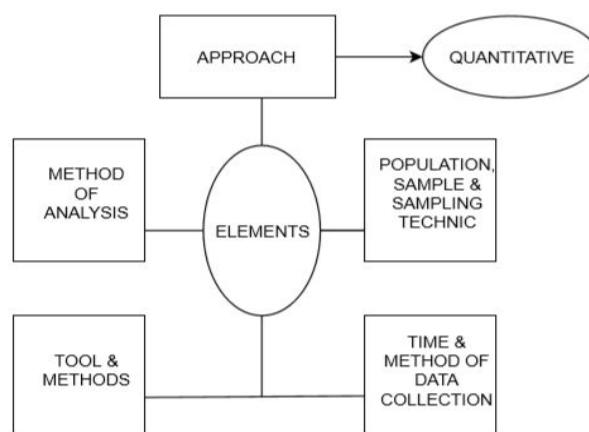 APPROACH
QUANTITATIVE
METHOD
OF
ANALYSIS
ELEMENTS
POPULATION,
SAMPLE &
SAMPLING
TECHNIC
TOOL &
METHODS
TIME &
METHOD OF
DATA
COLLECTION